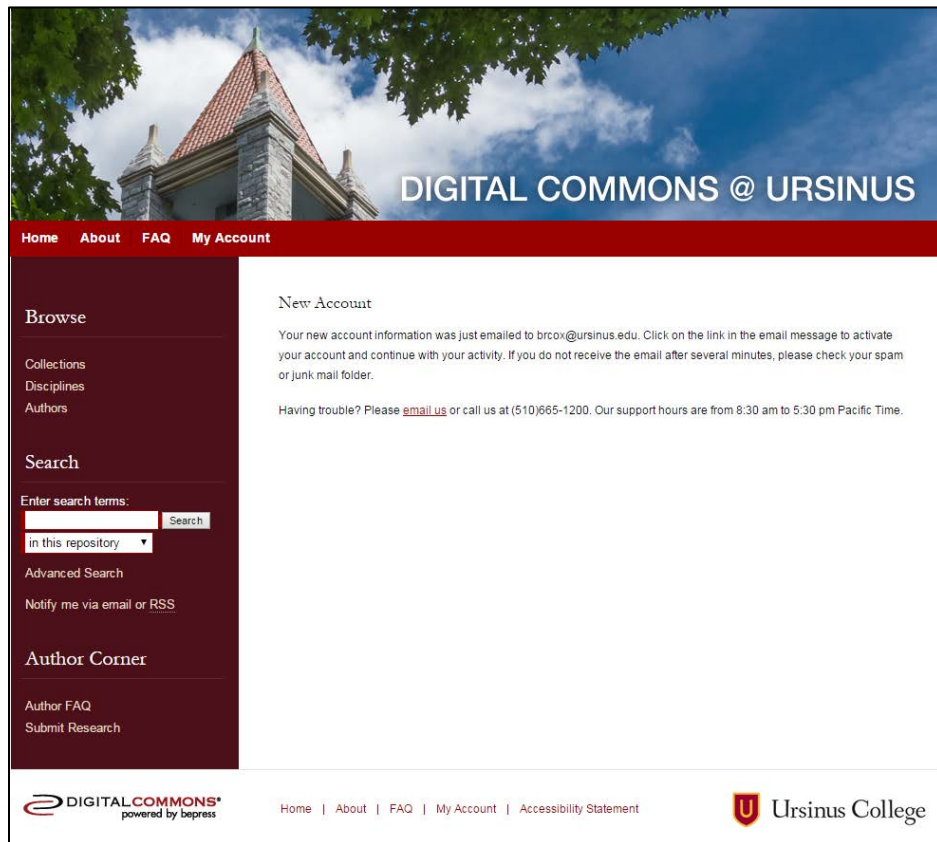 DIGITAL COMMONS @ URSINUS
Home About FAQ My Account
Browse
Collections
Disciplines
Authors
Search
Enter search terms:
Search
in this repository
Advanced Search
Notify me via email or RSS
Author Corner
Author FAQ
Submit Research
New Account
Your new account information was just emailed to brcox@ursinus.edu. Click on the link in the email message to activate
your account and continue with your activity. If you do not receive the email after several minutes, please check your spam
or junk mail folder.
Having trouble? Please email us or call us at (510)665-1200. Our support hours are from 8:30 am to 5:30 pm Pacific Time.
DIGITALCOMMONS®
powered by bepress
Home | About | FAQ | My Account | Accessibility Statement
U Ursinus College